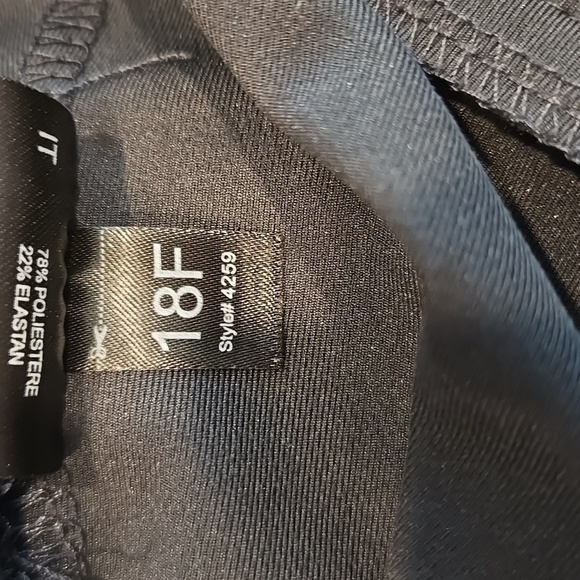 IT
78% POLIESTERE
22% ELASTAN
18F
Style# 4259